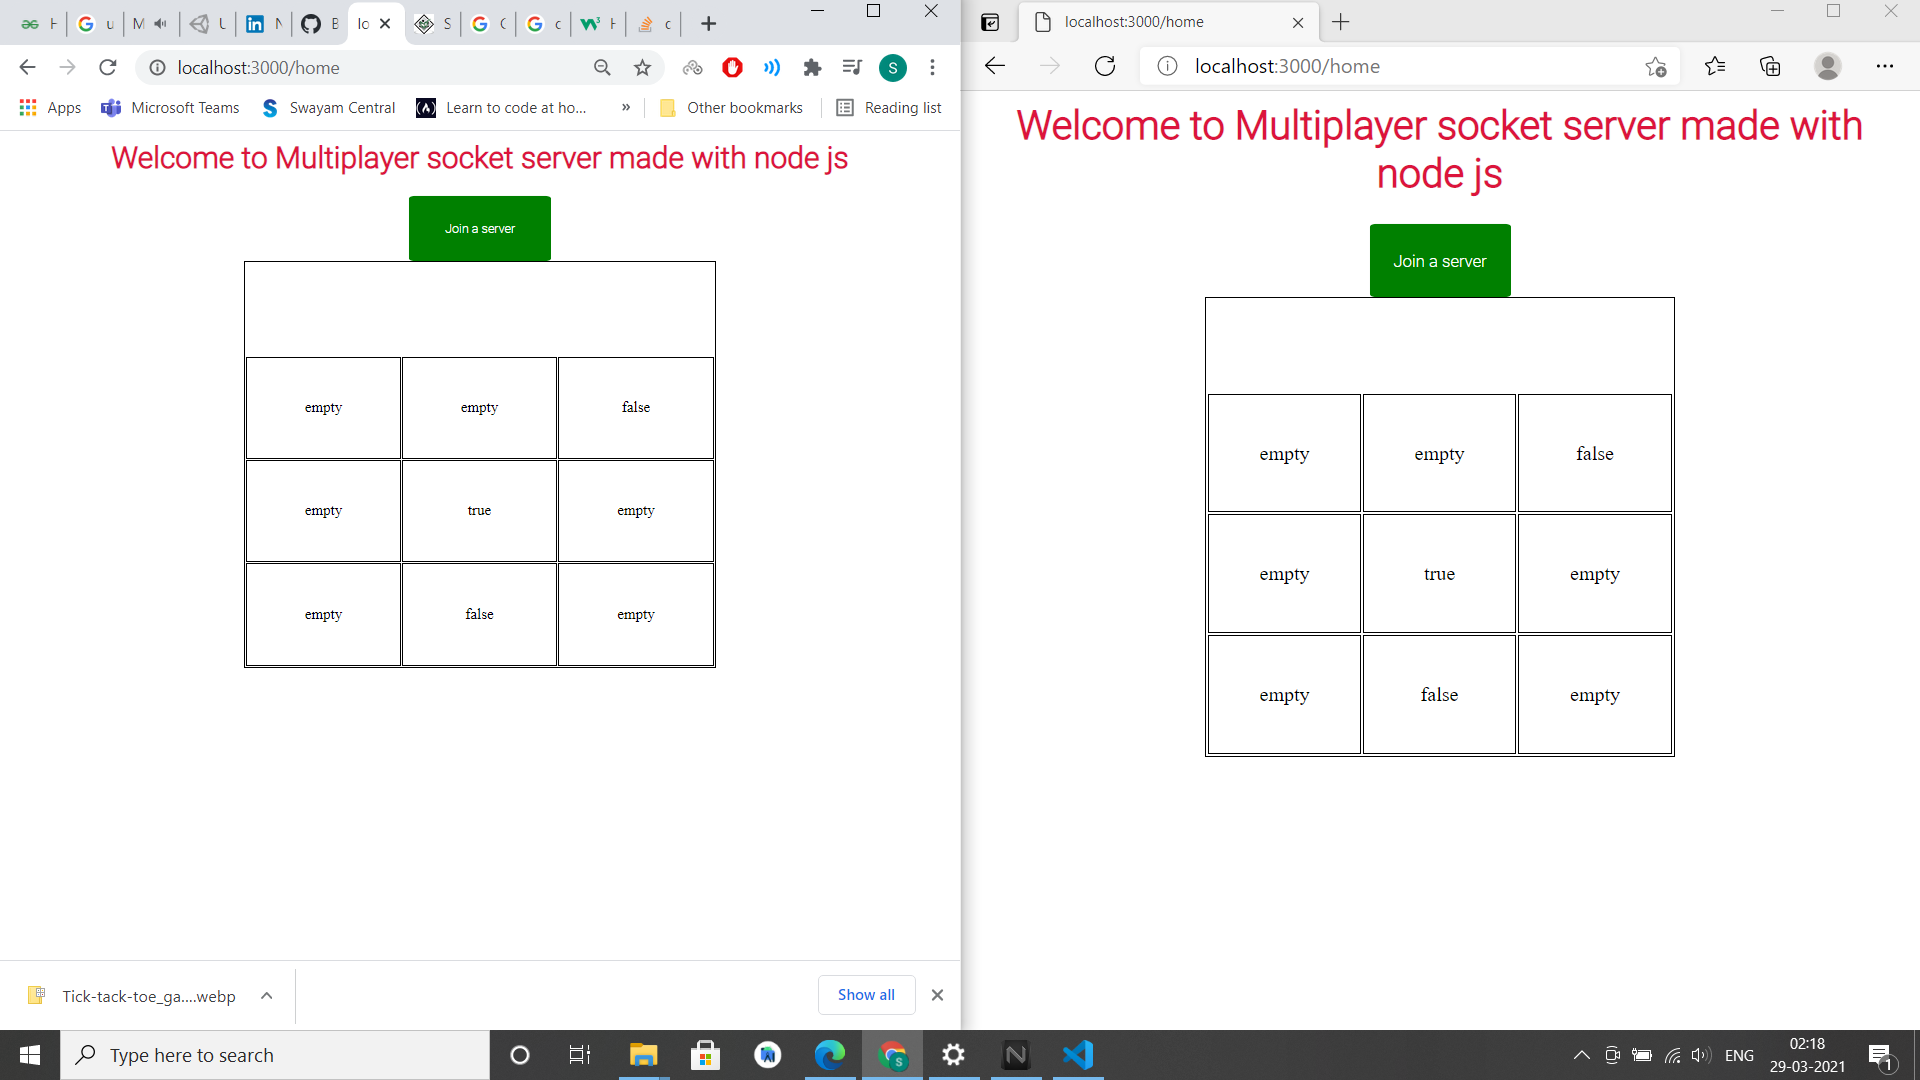 localhost:3000/home
Apps
Microsoft Teams
Swayam Central
Learn to code at ho...
»
Other bookmarks
Reading list
S
Welcome to Multiplayer socket server made with node js
Join a server
empty empty false
empty true empty
empty false empty
Tick-tack-toe_ga....webp
Show all
localhost:3000/home
localhost:3000/home
Welcome to Multiplayer socket server made with
node js
Join a server
empty empty false
empty true empty
empty false empty
Type here to search
ENG
02:18
29-03-2021
1